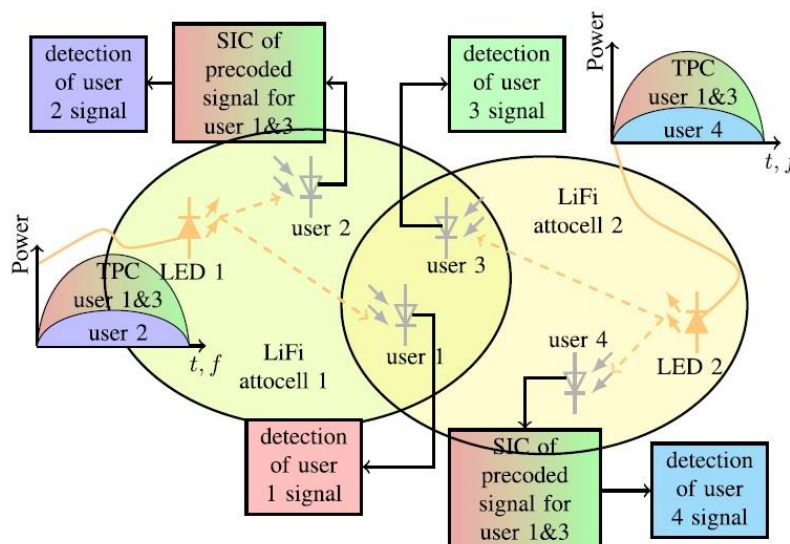 detection
of user
2 signal
SIC of
precoded
signal for
user 1&3
detection
of user
3 signal
Power
TPC
user 1&3
user 4
t, f
user 2
LED 1
LiFi
attocell 2
user 3
Power
TPC
user 1&3
user 2
t, f
LiFi
attocell 1
user 1
user 4
LED 2
detection
of user
1 signal
SIC of
precoded
signal for
user 1&3
detection
of user
4 signal